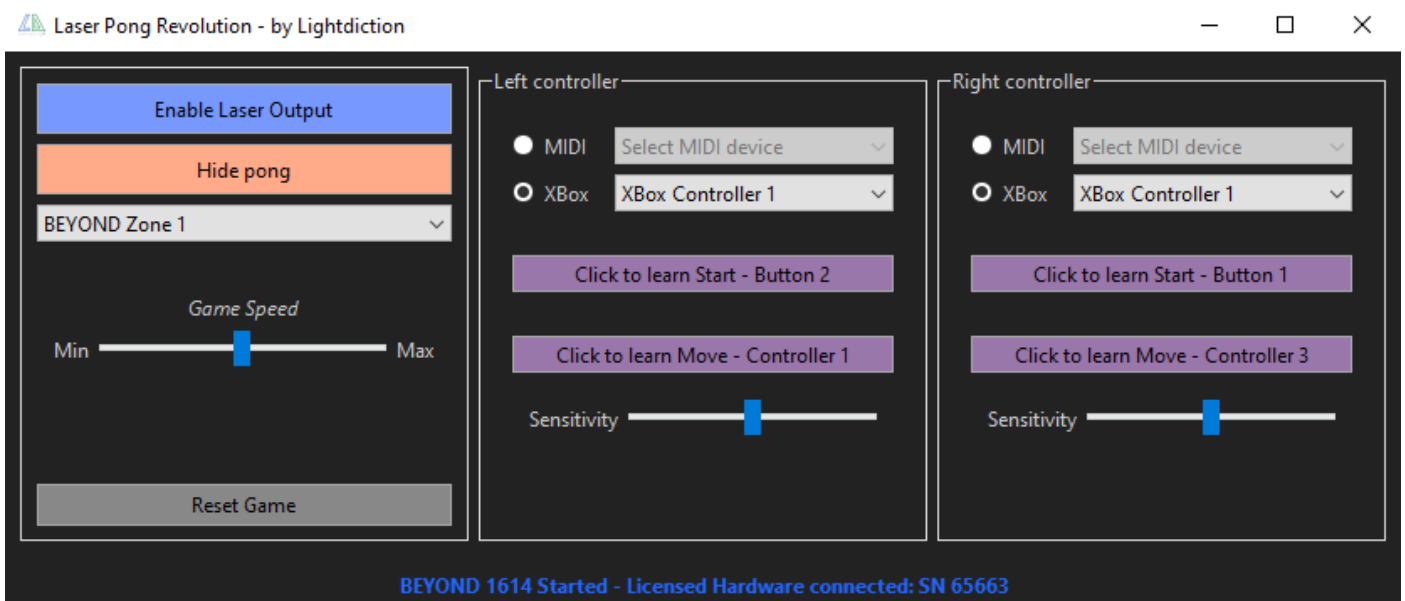 Laser Pong Revolution - by Lightdiction
Enable Laser Output
Hide pong
BEYOND Zone 1
Game Speed
Min Max
Reset Game
Left controller
MIDI Select MIDI device
XBox XBox Controller 1
Click to learn Start - Button 2
Click to learn Move - Controller 1
Sensitivity
Right controller
MIDI Select MIDI device
XBox XBox Controller 1
Click to learn Start - Button 1
Click to learn Move - Controller 3
Sensitivity
BEYOND 1614 Started - Licensed Hardware connected: SN 65663